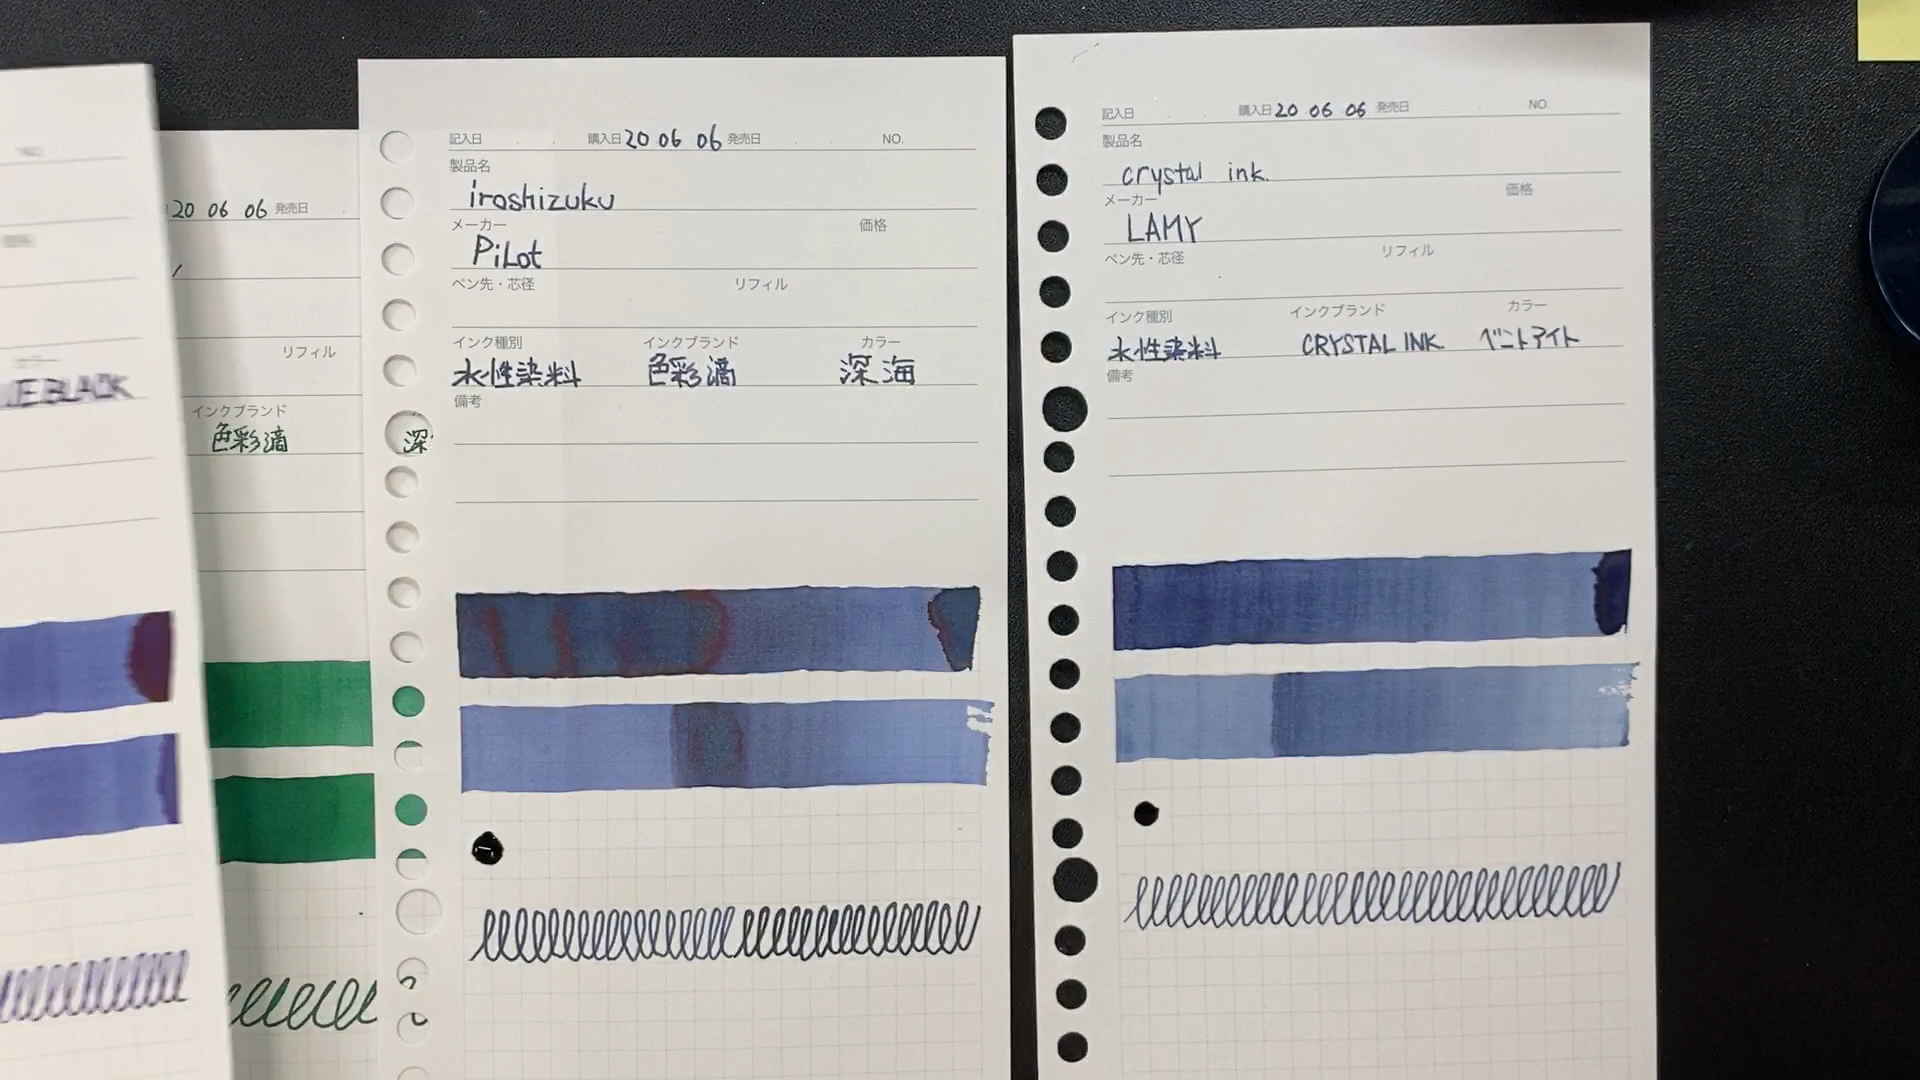 UEBLACK
20 06 06 発売日
リフィル
インクブランド
色彩滴
深
記入日 購入日 20 06 06 発売日 NO.
製品名
iroshizuku
メーカー 価格
PiLot
ペン先・芯径 リフィル
インク種別 インクブランド カラー
水性染料 色彩滴 深海
備考
記入日 購入日 20 06 06 発売日 NO.
製品名
crystal ink.
メーカー 価格
LAMY
ペン先・芯径 リフィル
インク種別 インクブランド カラー
水性染料 CRYSTAL INK. ベニトアイト
備考